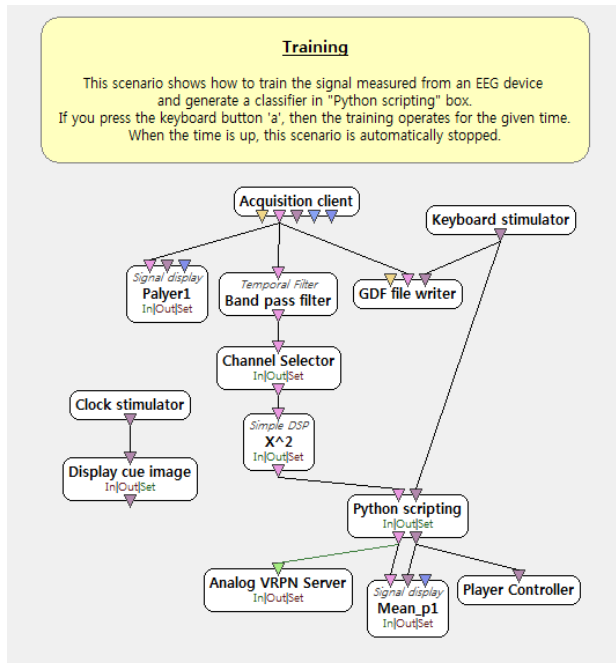 Training
This scenario shows how to train the signal measured from an EEG device
and generate a classifier in "Python scripting" box.
If you press the keyboard button 'a', then the training operates for the given time.
When the time is up, this scenario is automatically stopped.
Acquisition client
Keyboard stimulator
Signal display
Palyer1
In|Out|Set
Temporal Filter
Band pass filter
GDF file writer
In|Out|Set
Channel Selector
In|Out|Set
Clock stimulator
Simple DSP
X^2
In|Out|Set
Display cue image
In|Out|Set
Python scripting
In|Out|Set
Analog VRPN Server
In|Out|Set
Signal display
Mean_p1
In|Out|Set
Player Controller